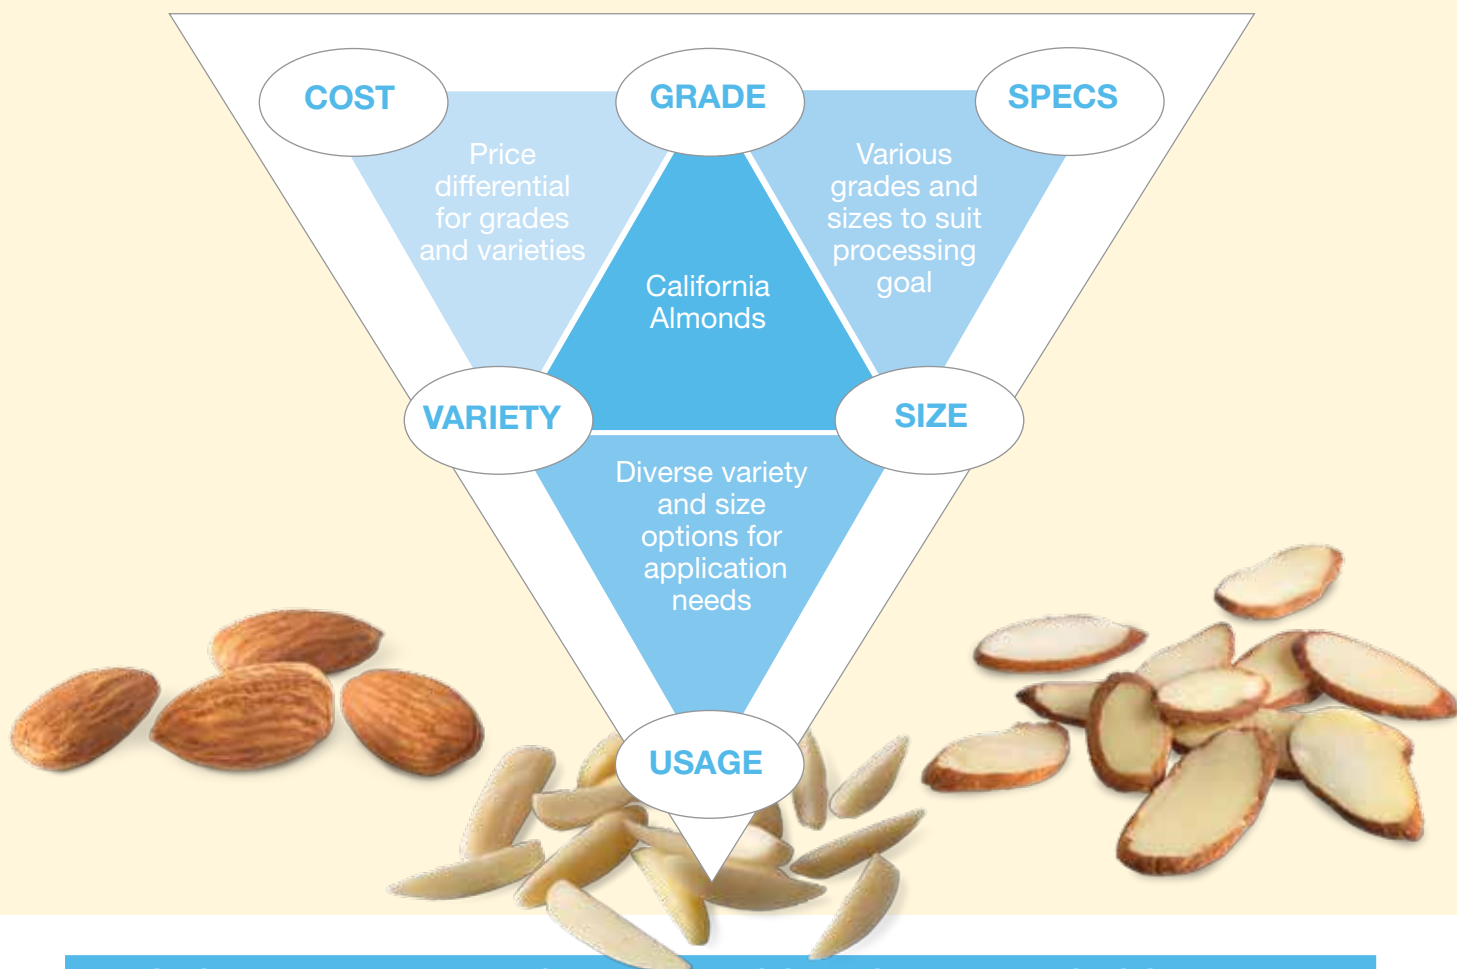 COST
GRADE
SPECS
Price
differential
for grades
and varieties
Various
grades and
sizes to suit
processing
goal
California
Almonds
VARIETY
SIZE
Diverse variety
and size
options for
application
needs
USAGE